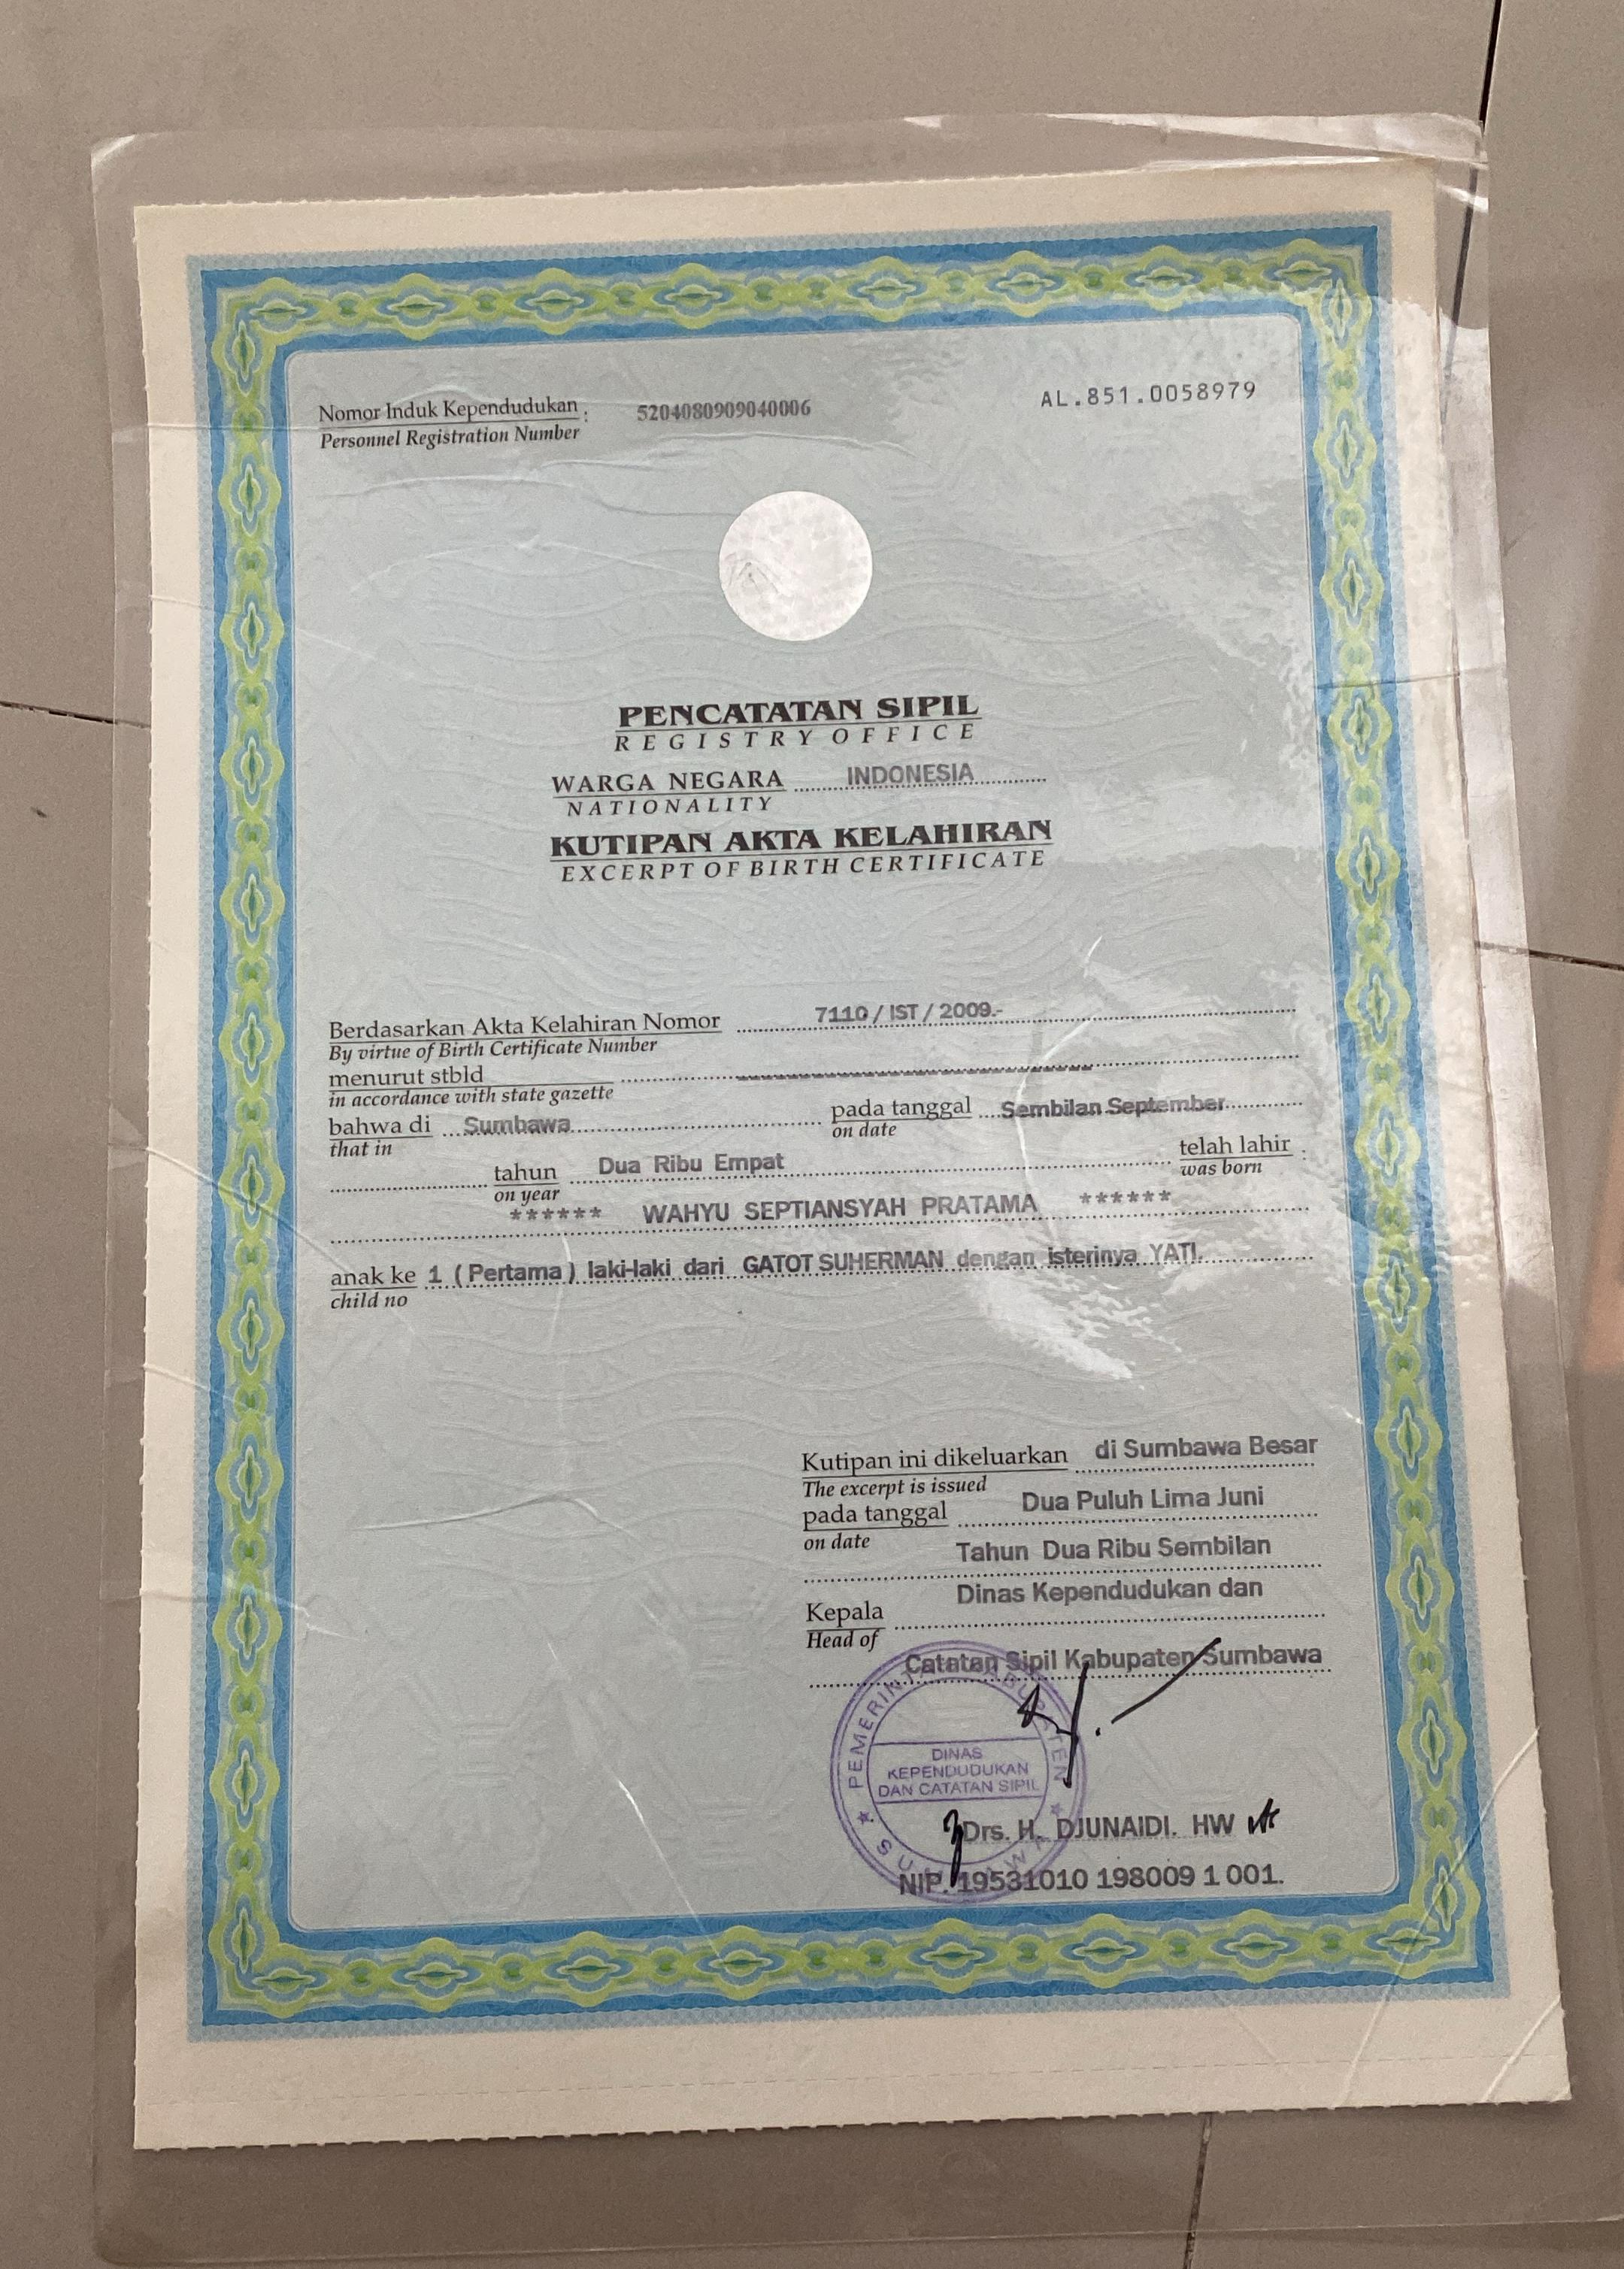 Nomor Induk Kependudukan : 5204080909040006 AL.851.0058979
Personnel Registration Number
PENCATATAN SIPIL
REGISTRY OFFICE
WARGA NEGARA INDONESIA
NATIONALITY
KUTIPAN AKTA KELAHIRAN
EXCERPT OF BIRTH CERTIFICATE
Berdasarkan Akta Kelahiran Nomor 7110 / IST / 2009.-
By virtue of Birth Certificate Number
menurut stbld
in accordance with state gazette
bahwa di Sumbawa pada tanggal Sembilan September
that in on date
tahun Dua Ribu Empat telah lahir :
on year was born
****** WAHYU SEPTIANSYAH PRATAMA ******
anak ke 1 ( Pertama ) laki-laki dari GATOT SUHERMAN dengan isterinya YATI.
child no
Kutipan ini dikeluarkan di Sumbawa Besar
The excerpt is issued
pada tanggal Dua Puluh Lima Juni
on date
Tahun Dua Ribu Sembilan
Kepala Dinas Kependudukan dan
Head of
Catatan Sipil Kabupaten Sumbawa
PEMERINTAH KABUPATEN
DINAS
KEPENDUDUKAN
DAN CATATAN SIPIL
SUMBAWA
Drs. H. DJUNAIDI. HW
NIP. 19531010 198009 1 001.